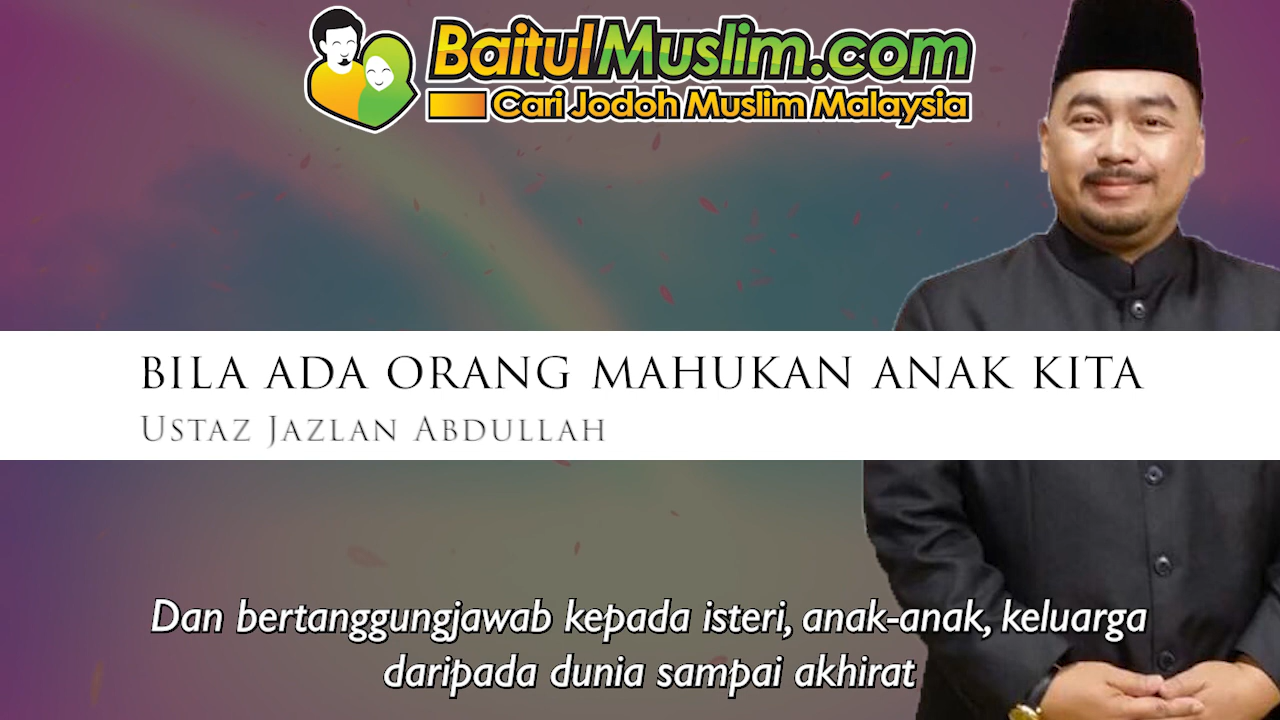 BaitulMuslim.com
Cari Jodoh Muslim Malaysia
BILA ADA ORANG MAHUKAN ANAK KITA
USTAZ JAZLAN ABDULLAH
Dan bertanggungjawab kepada isteri, anak-anak, keluarga
daripada dunia sampai akhirat